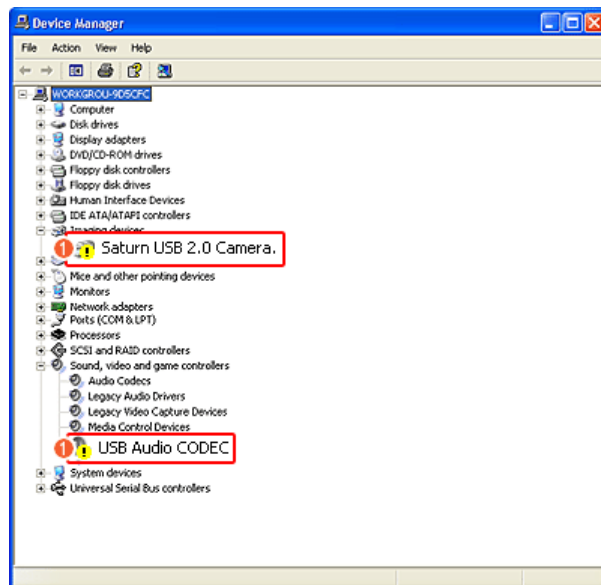 Device Manager
File Action View Help
WORKGROU-9D5CFC
Computer
Disk drives
Display adapters
DVD/CD-ROM drives
Floppy disk controllers
Floppy disk drives
Human Interface Devices
IDE ATA/ATAPI controllers
Imaging devices
1 Saturn USB 2.0 Camera.
Mice and other pointing devices
Monitors
Network adapters
Ports (COM & LPT)
Processors
SCSI and RAID controllers
Sound, video and game controllers
Audio Codecs
Legacy Audio Drivers
Legacy Video Capture Devices
Media Control Devices
1 USB Audio CODEC
System devices
Universal Serial Bus controllers